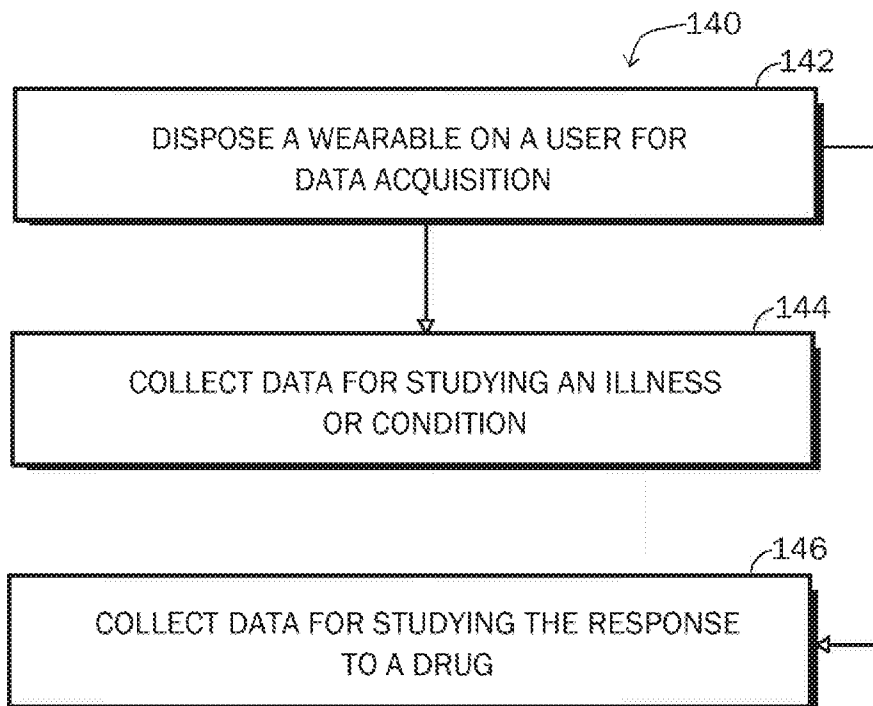 140
142
DISPOSE A WEARABLE ON A USER FOR
DATA ACQUISITION
144
COLLECT DATA FOR STUDYING AN ILLNESS
OR CONDITION
146
COLLECT DATA FOR STUDYING THE RESPONSE
TO A DRUG